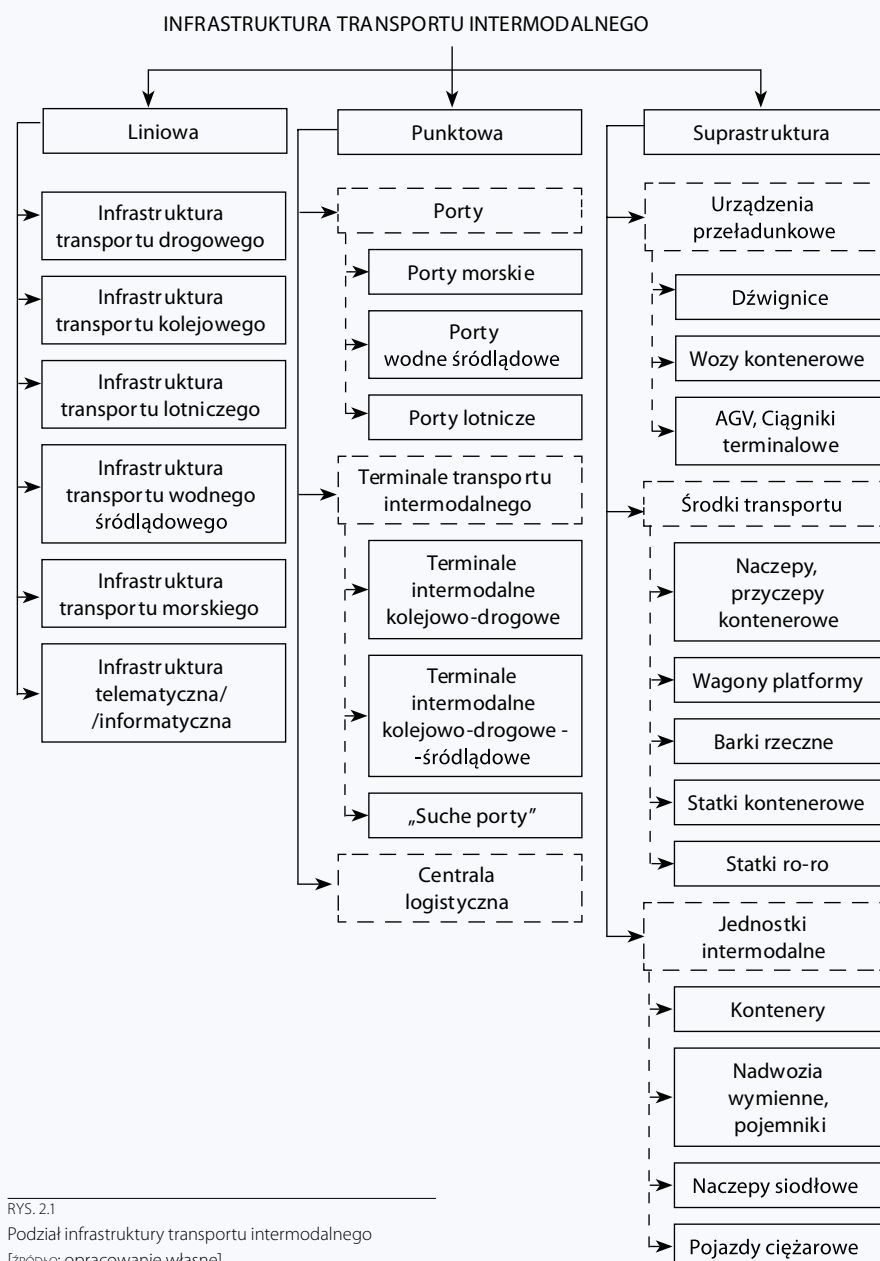 INFRASTRUKTURA TRANSPORTU INTERMODALNEGO
Liniowa
Infrastruktura
transportu drogowego
Infrastruktura
transportu kolejowego
Infrastruktura
transportu lotniczego
Infrastruktura
transportu wodnego
śródlądowego
Infrastruktura
transportu morskiego
Infrastruktura
telematyczna/
/informatyczna
Punktowa
Porty
Porty morskie
Porty
wodne śródlądowe
Porty lotnicze
Terminale transportu
intermodalnego
Terminale
intermodalne
kolejowo-drogowe
Terminale
intermodalne
kolejowo-drogowe -
-śródlądowe
„Suche porty”
Centrala
logistyczna
Suprastruktura
Urządzenia
przeładunkowe
Dźwignice
Wozy kontenerowe
AGV, Ciągniki
terminalowe
Środki transportu
Naczepy,
przyczepy
kontenerowe
Wagony platformy
Barki rzeczne
Statki kontenerowe
Statki ro-ro
Jednostki
intermodalne
Kontenery
Nadwozia
wymienne,
pojemniki
Naczepy siodłowe
Pojazdy ciężarowe
RYS. 2.1
Podział infrastruktury transportu intermodalnego
[ŹRÓDŁO: opracowanie własne]